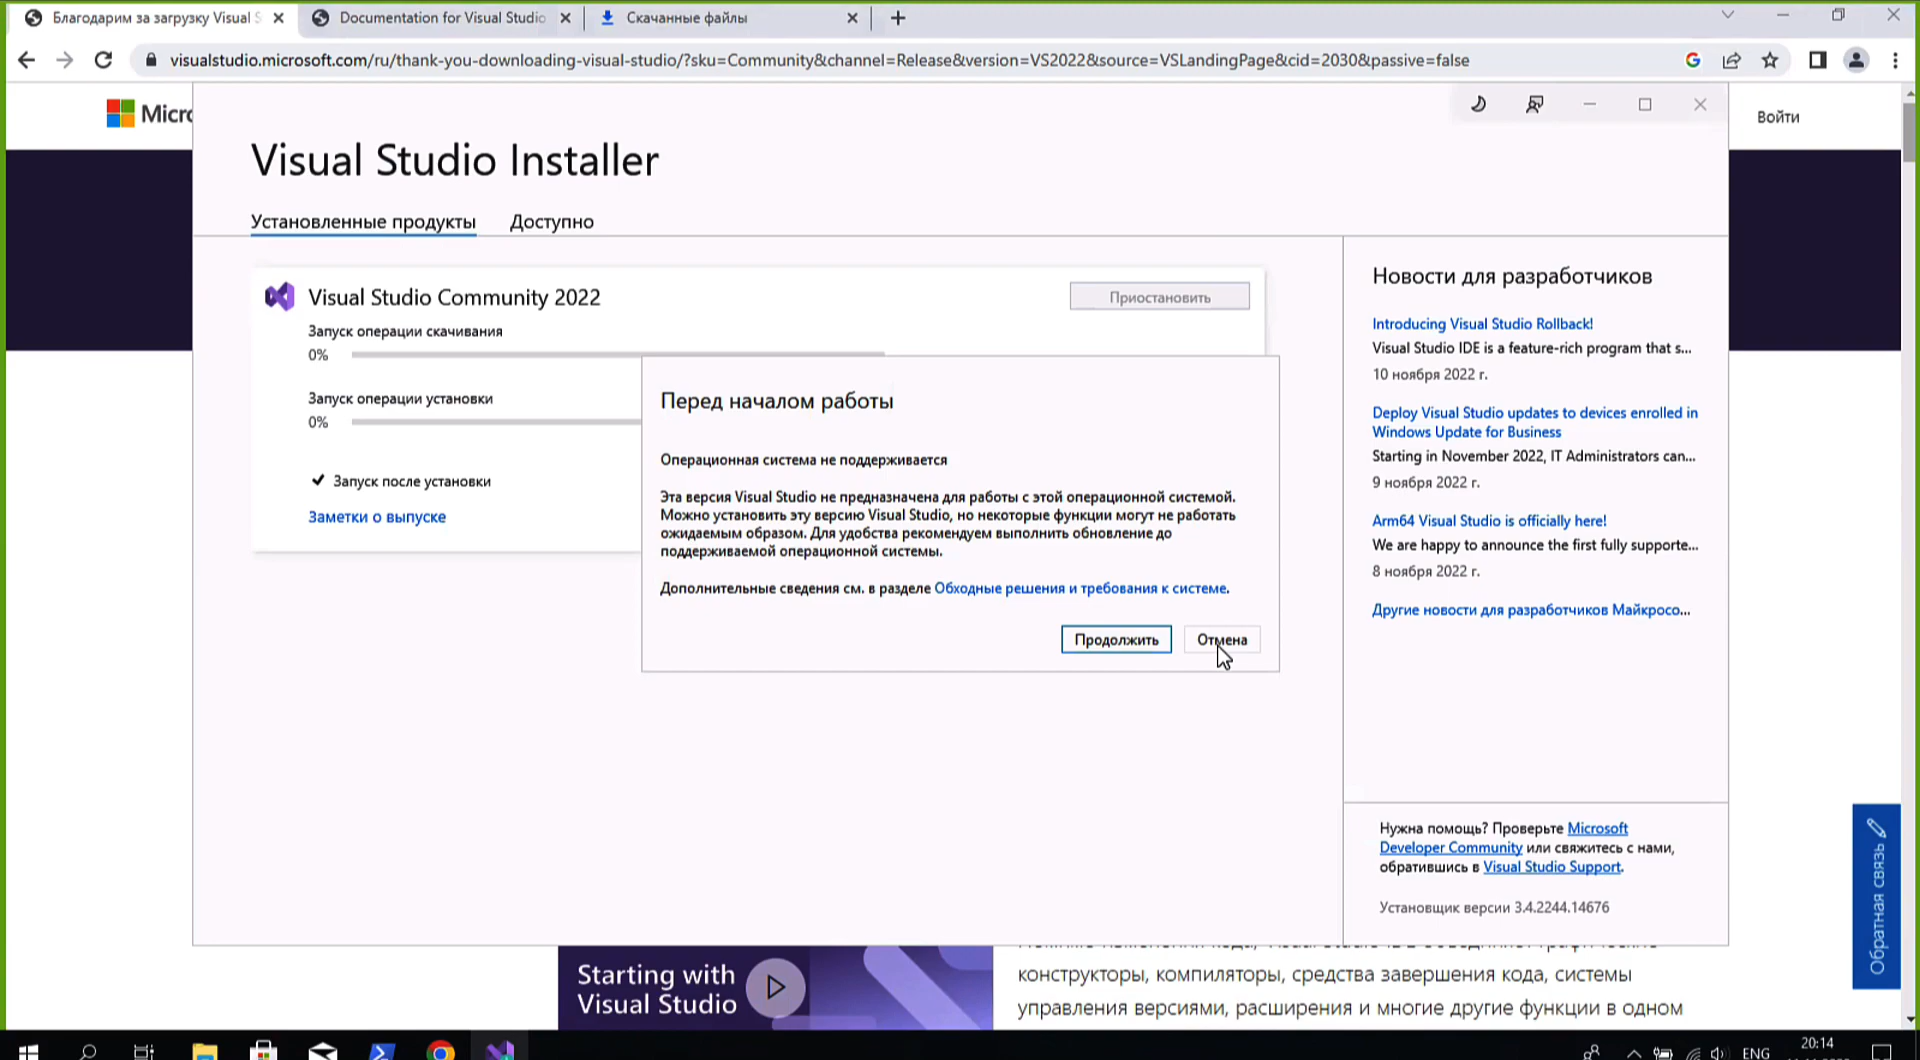 Благодарим за загрузку Visual S
Documentation for Visual Studio
Скачанные файлы
visualstudio.microsoft.com/ru/thank-you-downloading-visual-studio/?sku=Community&channel=Release&version=VS2022&source=VSLandingPage&cid=2030&passive=false
Micro
Войти
Visual Studio Installer
Установленные продукты
Доступно
Visual Studio Community 2022
Приостановить
Запуск операции скачивания
0%
Запуск операции установки
0%
Запуск после установки
Заметки о выпуске
Перед началом работы
Операционная система не поддерживается
Эта версия Visual Studio не предназначена для работы с этой операционной системой.
Можно установить эту версию Visual Studio, но некоторые функции могут не работать
ожидаемым образом. Для удобства рекомендуем выполнить обновление до
поддерживаемой операционной системы.
Дополнительные сведения см. в разделе Обходные решения и требования к системе.
Продолжить
Отмена
Новости для разработчиков
Introducing Visual Studio Rollback!
Visual Studio IDE is a feature-rich program that s...
10 ноября 2022 г.
Deploy Visual Studio updates to devices enrolled in
Windows Update for Business
Starting in November 2022, IT Administrators can...
9 ноября 2022 г.
Arm64 Visual Studio is officially here!
We are happy to announce the first fully supporte...
8 ноября 2022 г.
Другие новости для разработчиков Майкросо...
Нужна помощь? Проверьте Microsoft
Developer Community или свяжитесь с нами,
обратившись в Visual Studio Support.
Установщик версии 3.4.2244.14676
Обратная связь
Starting with
Visual Studio
конструкторы, компиляторы, средства завершения кода, системы
управления версиями, расширения и многие другие функции в одном
ENG
20:14